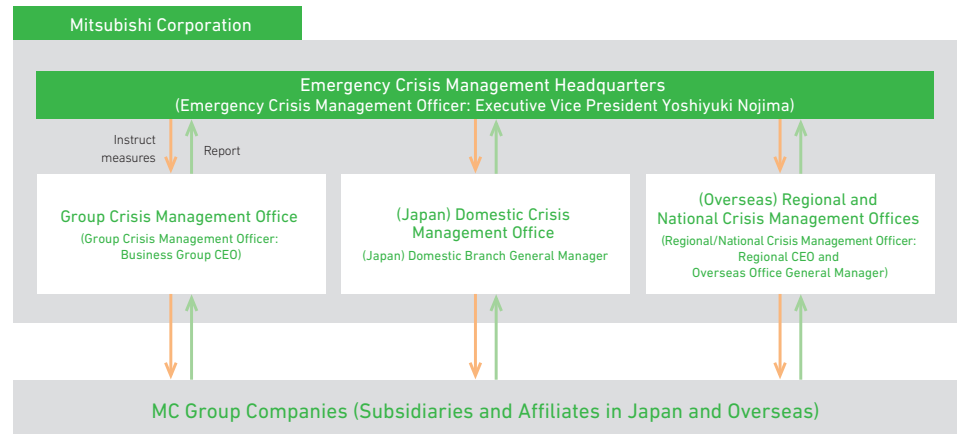 Mitsubishi Corporation
Emergency Crisis Management Headquarters
(Emergency Crisis Management Officer: Executive Vice President Yoshiyuki Nojima)
Instruct
measures
Report
Group Crisis Management Office
(Group Crisis Management Officer:
Business Group CEO)
(Japan) Domestic Crisis
Management Office
(Japan) Domestic Branch General Manager
(Overseas) Regional and
National Crisis Management Offices
(Regional/National Crisis Management Officer:
Regional CEO and
Overseas Office General Manager)
MC Group Companies (Subsidiaries and Affiliates in Japan and Overseas)